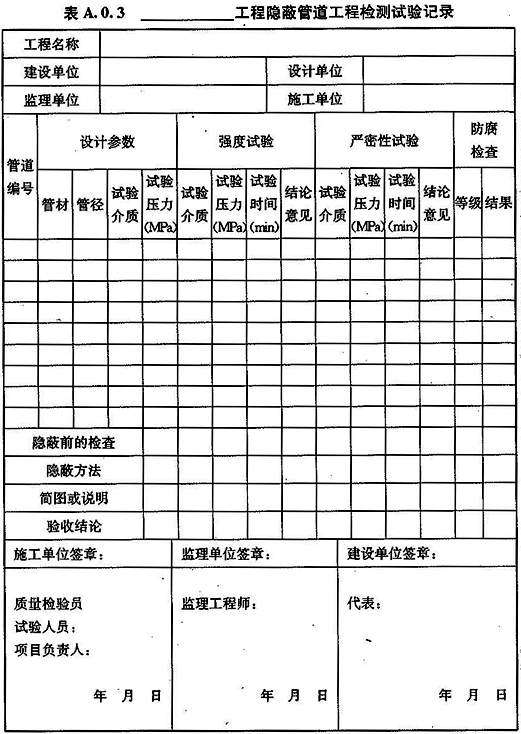 表 A.0.3 __________工程隐蔽管道工程检测试验记录
工程名称
建设单位 设计单位
监理单位 施工单位
管道编号 设计参数 强度试验 严密性试验 防腐检查
管材 管径 试验介质 试验压力(MPa) 试验介质 试验压力(MPa) 试验时间(min) 结论意见 试验介质 试验压力(MPa) 试验时间(min) 结论意见 等级 结果
隐蔽前的检查
隐蔽方法
简图或说明
验收结论
施工单位签章： 监理单位签章： 建设单位签章：
质量检验员 监理工程师： 代表：
试验人员：
项目负责人：
年 月 日 年 月 日 年 月 日